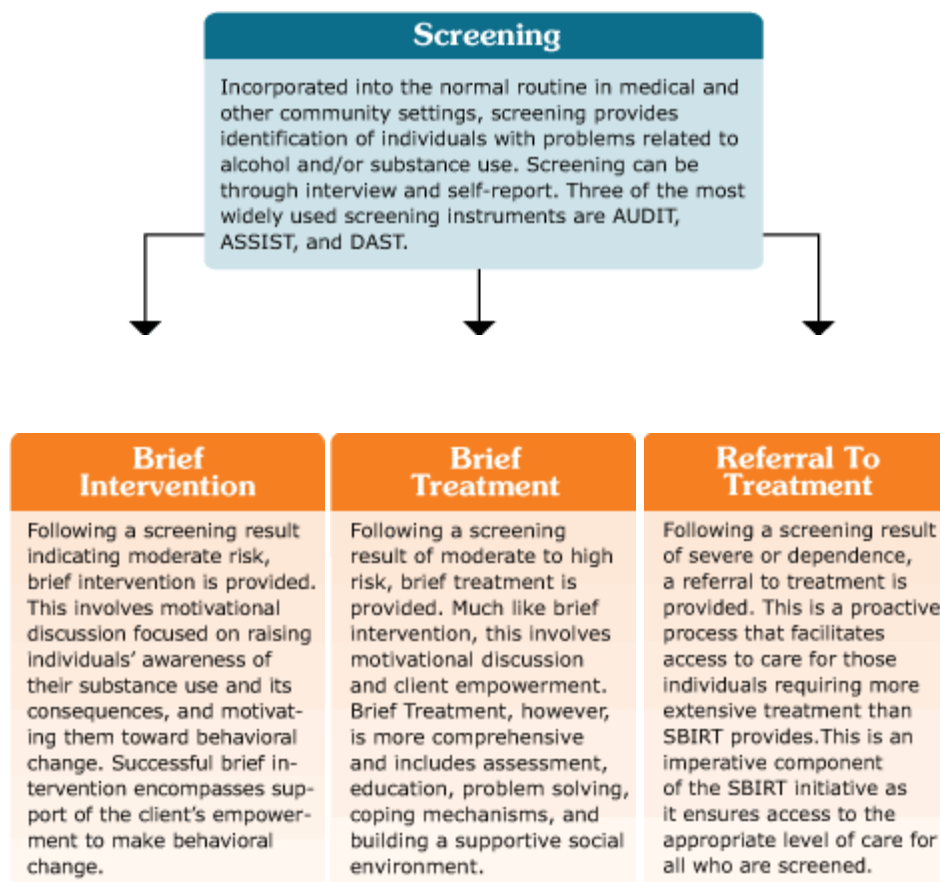 Screening
Incorporated into the normal routine in medical and
other community settings, screening provides
identification of individuals with problems related to
alcohol and/or substance use. Screening can be
through interview and self-report. Three of the most
widely used screening instruments are AUDIT,
ASSIST, and DAST.
Brief
Intervention
Following a screening result
indicating moderate risk,
brief intervention is provided.
This involves motivational
discussion focused on raising
individuals’ awareness of
their substance use and its
consequences, and motivat-
ing them toward behavioral
change. Successful brief in-
tervention encompasses sup-
port of the client’s empower-
ment to make behavioral
change.
Brief
Treatment
Following a screening
result of moderate to high
risk, brief treatment is
provided. Much like brief
intervention, this involves
motivational discussion
and client empowerment.
Brief Treatment, however,
is more comprehensive
and includes assessment,
education, problem solving,
coping mechanisms, and
building a supportive social
environment.
Referral To
Treatment
Following a screening result
of severe or dependence,
a referral to treatment is
provided. This is a proactive
process that facilitates
access to care for those
individuals requiring more
extensive treatment than
SBIRT provides.This is an
imperative component
of the SBIRT initiative as
it ensures access to the
appropriate level of care for
all who are screened.